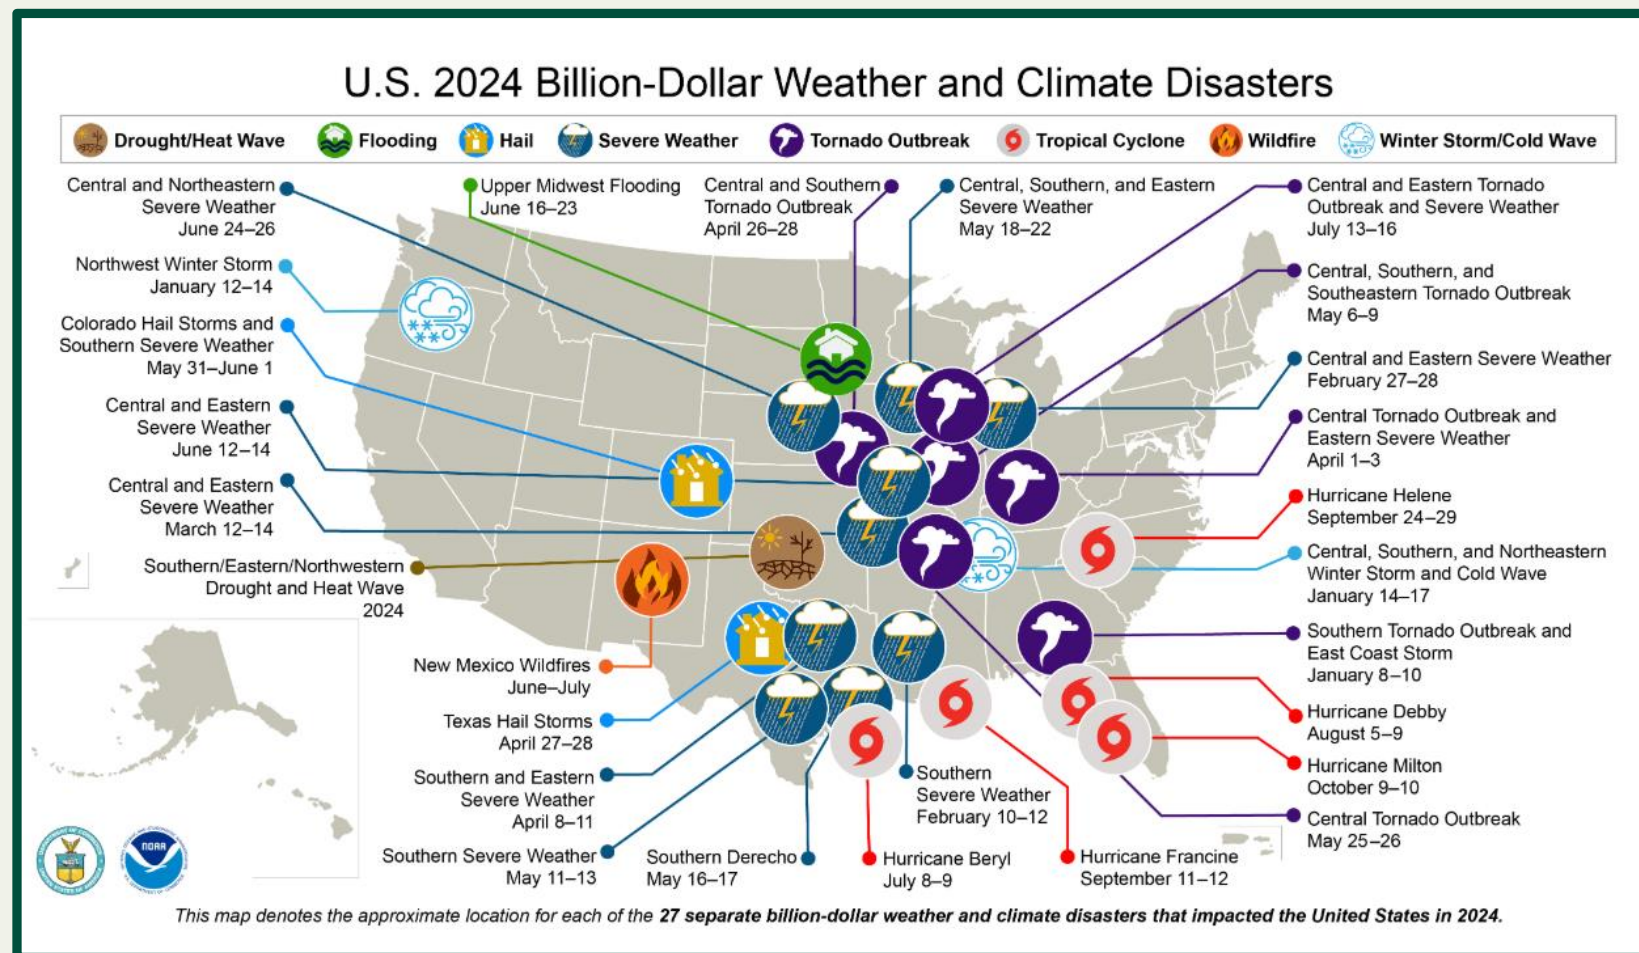 U.S. 2024 Billion-Dollar Weather and Climate Disasters
Drought/Heat Wave
Flooding
Hail
Severe Weather
Tornado Outbreak
Tropical Cyclone
Wildfire
Winter Storm/Cold Wave
Central and Northeastern
Severe Weather
June 24–26
Northwest Winter Storm
January 12–14
Colorado Hail Storms and
Southern Severe Weather
May 31–June 1
Central and Eastern
Severe Weather
June 12–14
Central and Eastern
Severe Weather
March 12–14
Southern/Eastern/Northwestern
Drought and Heat Wave
2024
New Mexico Wildfires
June–July
Texas Hail Storms
April 27–28
Southern and Eastern
Severe Weather
April 8–11
Southern Severe Weather
May 11–13
Upper Midwest Flooding
June 16–23
Central and Southern
Tornado Outbreak
April 26–28
Central, Southern, and Eastern
Severe Weather
May 18–22
Central and Eastern Tornado
Outbreak and Severe Weather
July 13–16
Central, Southern, and
Southeastern Tornado Outbreak
May 6–9
Central and Eastern Severe Weather
February 27–28
Central Tornado Outbreak and
Eastern Severe Weather
April 1–3
Hurricane Helene
September 24–29
Central, Southern, and Northeastern
Winter Storm and Cold Wave
January 14–17
Southern Tornado Outbreak and
East Coast Storm
January 8–10
Hurricane Debby
August 5–9
Hurricane Milton
October 9–10
Central Tornado Outbreak
May 25–26
Southern Derecho
May 16–17
Hurricane Beryl
July 8–9
Southern
Severe Weather
February 10–12
Hurricane Francine
September 11–12
NOAA
This map denotes the approximate location for each of the 27 separate billion-dollar weather and climate disasters that impacted the United States in 2024.